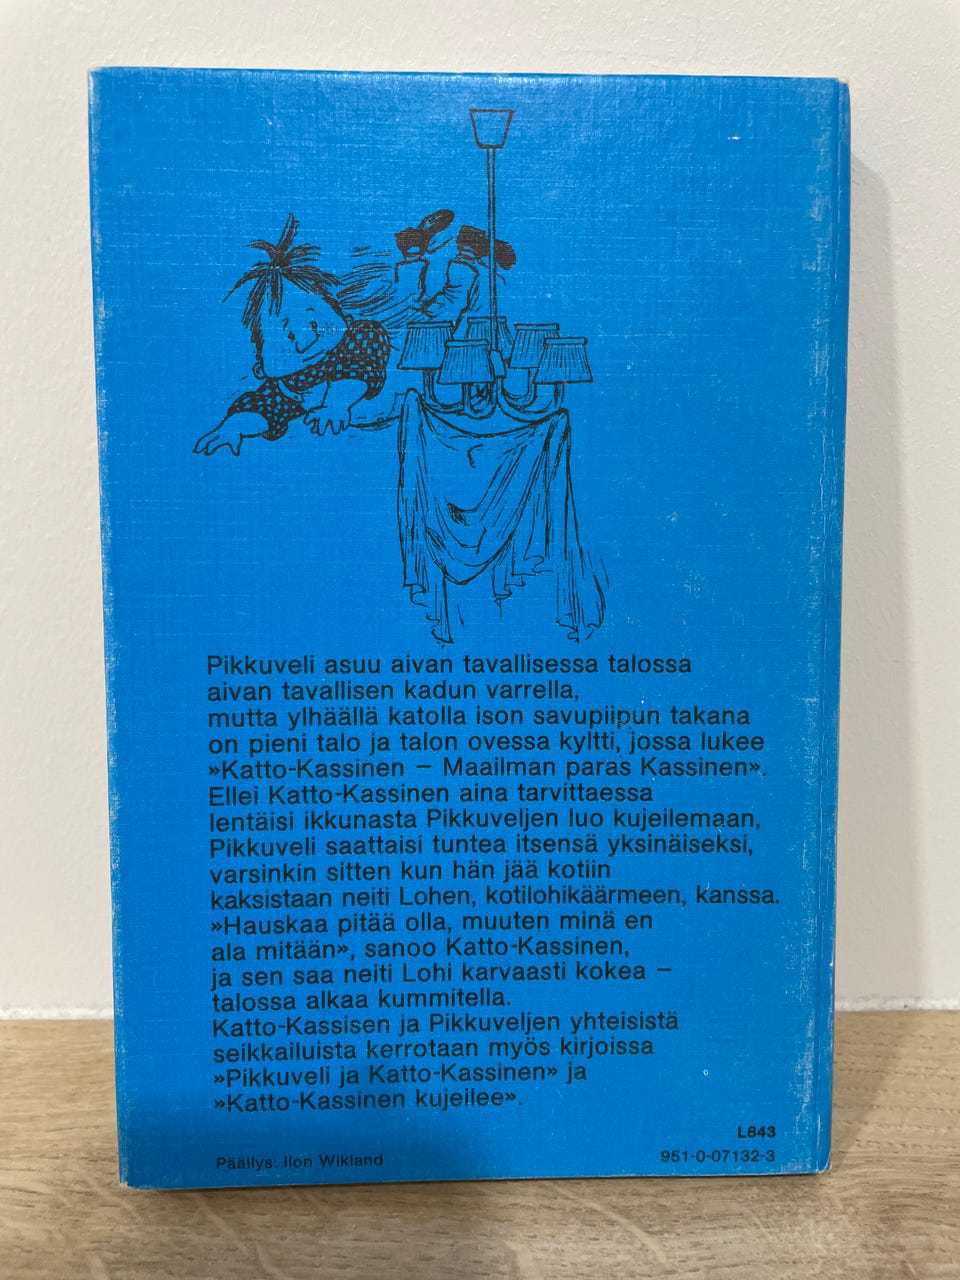 Pikkuveli asuu aivan tavallisessa talossa
aivan tavallisen kadun varrella,
mutta ylhäällä katolla ison savupiipun takana
on pieni talo ja talon ovessa kyltti, jossa lukee
»Katto-Kassinen – Maailman paras Kassinen».
Ellei Katto-Kassinen aina tarvittaessa
lentäisi ikkunasta Pikkuveljen luo kujeilemaan,
Pikkuveli saattaisi tuntea itsensä yksinäiseksi,
varsinkin sitten kun hän jää kotiin
kaksistaan neiti Lohen, kotilohikäärmeen, kanssa.
»Hauskaa pitää olla, muuten minä en
ala mitään», sanoo Katto-Kassinen,
ja sen saa neiti Lohi karvaasti kokea –
talossa alkaa kummitella.
Katto-Kassisen ja Pikkuveljen yhteisistä
seikkailuista kerrotaan myös kirjoissa
»Pikkuveli ja Katto-Kassinen» ja
»Katto-Kassinen kujeilee».
L843
Päällys: Ilon Wikland
951-0-07132-3